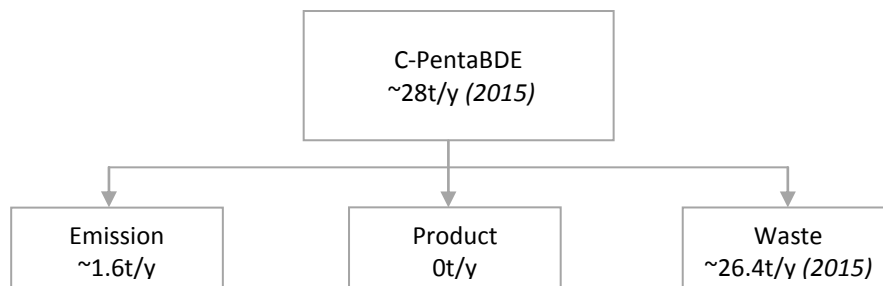 C-PentaBDE
~28t/y (2015)
Emission
~1.6t/y
Product
0t/y
Waste
~26.4t/y (2015)